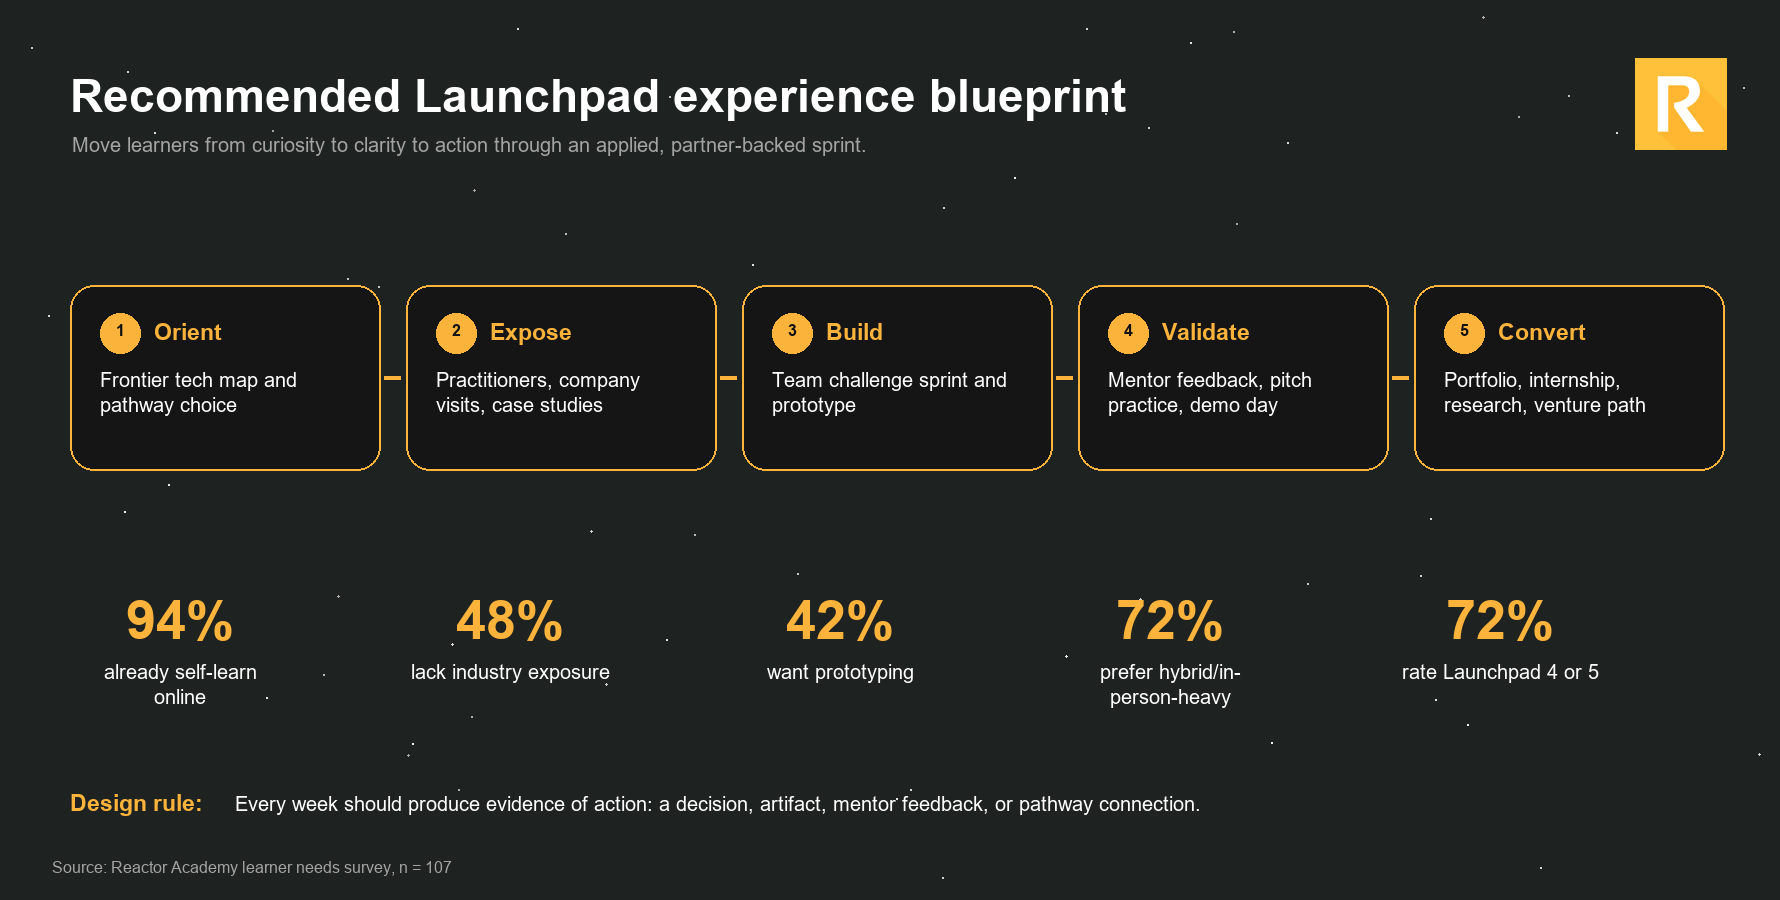 Recommended Launchpad experience blueprint
R
Move learners from curiosity to clarity to action through an applied, partner-backed sprint.
1 Orient
Frontier tech map and
pathway choice
2 Expose
Practitioners, company
visits, case studies
3 Build
Team challenge sprint and
prototype
4 Validate
Mentor feedback, pitch
practice, demo day
5 Convert
Portfolio, internship,
research, venture path
94%
already self-learn
online
48%
lack industry exposure
42%
want prototyping
72%
prefer hybrid/in-
person-heavy
72%
rate Launchpad 4 or 5
Design rule: Every week should produce evidence of action: a decision, artifact, mentor feedback, or pathway connection.
Source: Reactor Academy learner needs survey, n = 107